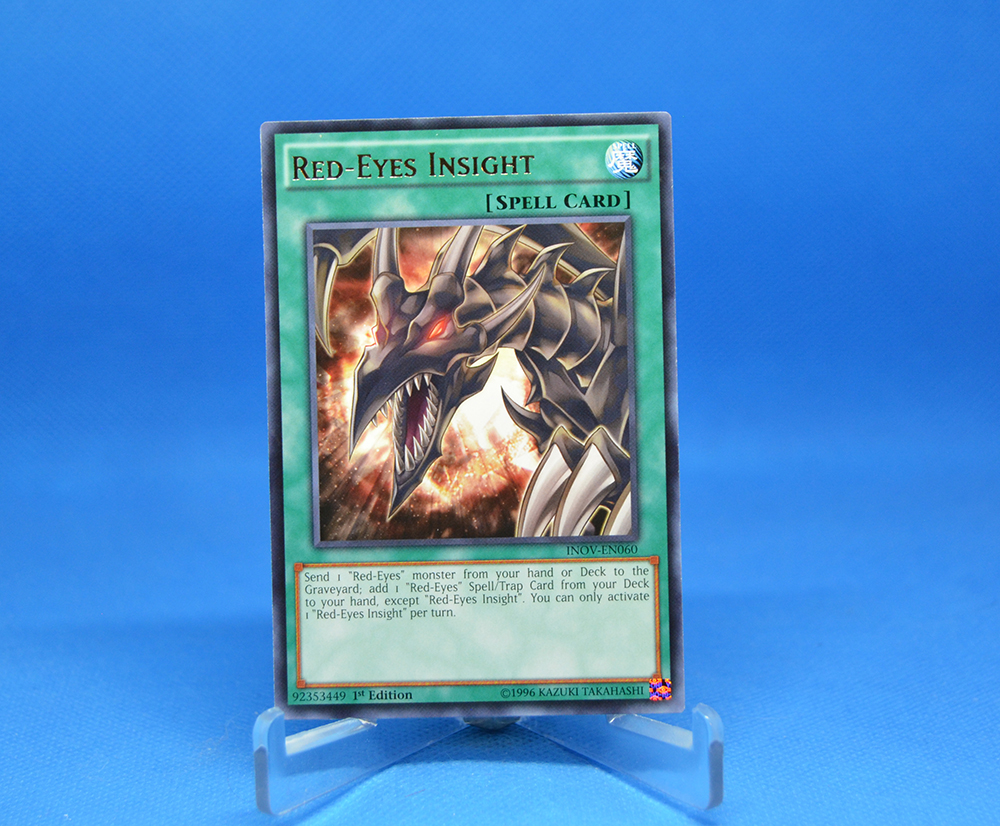 RED-EYES INSIGHT
SPELL
魔
[SPELL CARD]
INOV-EN060
Send 1 "Red-Eyes" monster from your hand or Deck to the
Graveyard; add 1 "Red-Eyes" Spell/Trap Card from your Deck
to your hand, except "Red-Eyes Insight". You can only activate
1 "Red-Eyes Insight" per turn.
92353449 1st Edition ©1996 KAZUKI TAKAHASHI